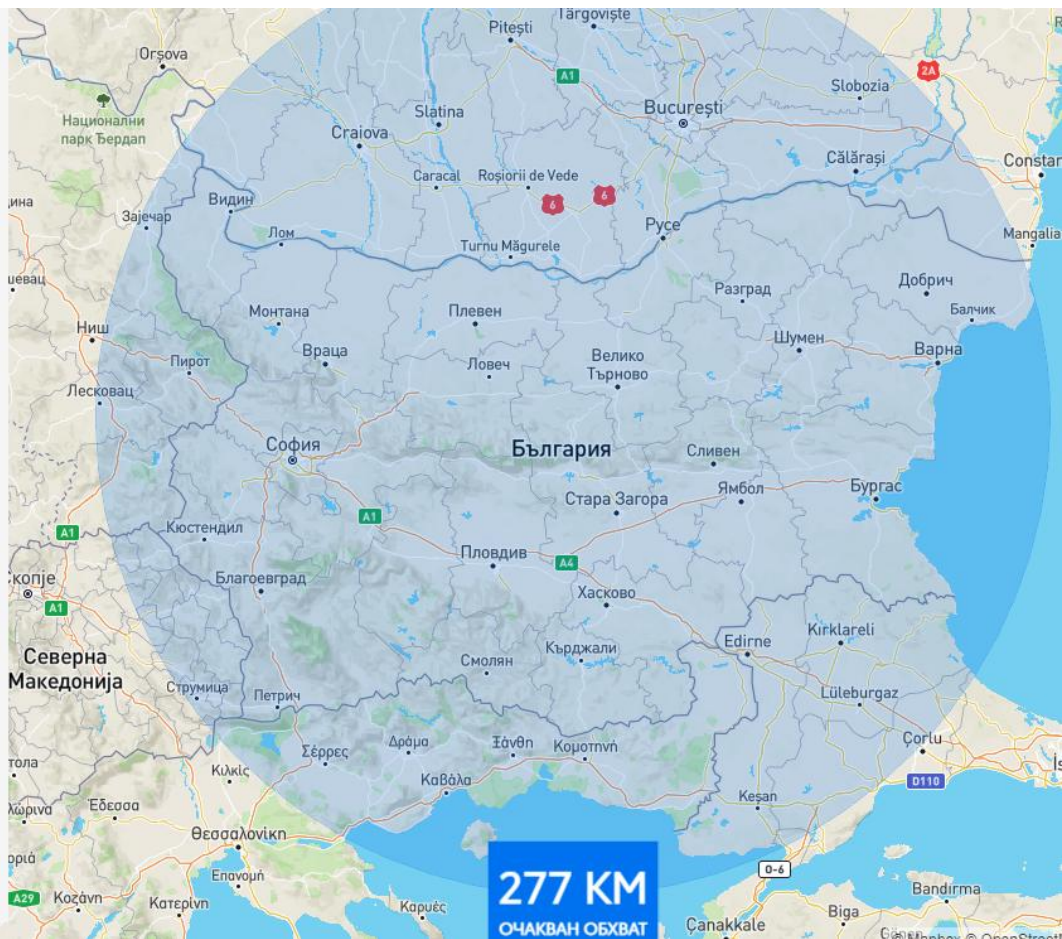 Târgoviște
Pitești
Orșova
A1
2A
Slobozia
Национални
парк Ђердап
Slatina
București
Craiova
Călărași
Constan
Caracal
Roșiorii de Vede
6
6
Видин
Зајечар
Русе
Лом
Turnu Măgurele
Mangalia
Добрич
Разград
Монтана
Плевен
Балчик
Ниш
Шумен
Враца
Велико
Търново
Варна
Пирот
Ловеч
Лесковац
София
България
Сливен
Стара Загора
Ямбол
Бургас
A1
A1
Кюстендил
Пловдив
A4
Скопје
Благоевград
Хасково
A1
Kırklareli
Edirne
Кърджали
Северна
Македонија
Смолян
Струмица
Петрич
Lüleburgaz
Σέρρες
Δράμα
Ξάνθη
Κομοτηνή
Çorlu
Κιλκίς
Καβάλα
D110
Keşan
Έδεσσα
Θεσσαλονίκη
O-6
277 КМ
ОЧАКВАН ОБХВАТ
Επανομή
A29
Κοζάνη
Κατερίνη
Καρυές
Çanakkale
Bandırma
Biga
Gönen
© Mapbox © OpenStreetM